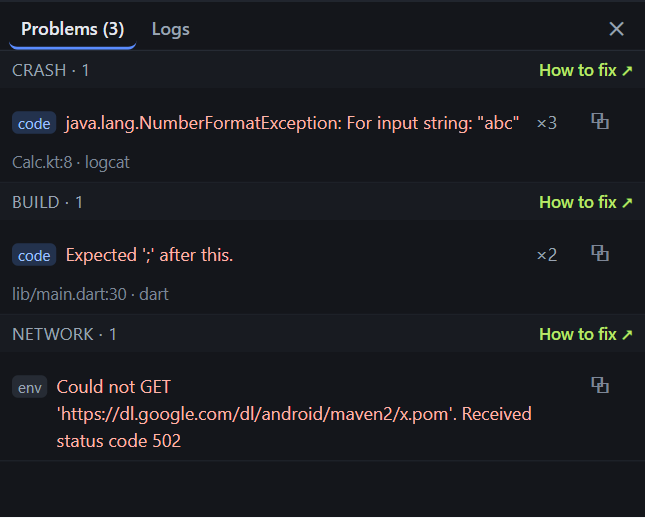 Problems (3) Logs ×
CRASH · 1 How to fix ↗
code java.lang.NumberFormatException: For input string: "abc" ×3
Calc.kt:8 · logcat
BUILD · 1 How to fix ↗
code Expected ';' after this. ×2
lib/main.dart:30 · dart
NETWORK · 1 How to fix ↗
env Could not GET
'https://dl.google.com/dl/android/maven2/x.pom'. Received
status code 502